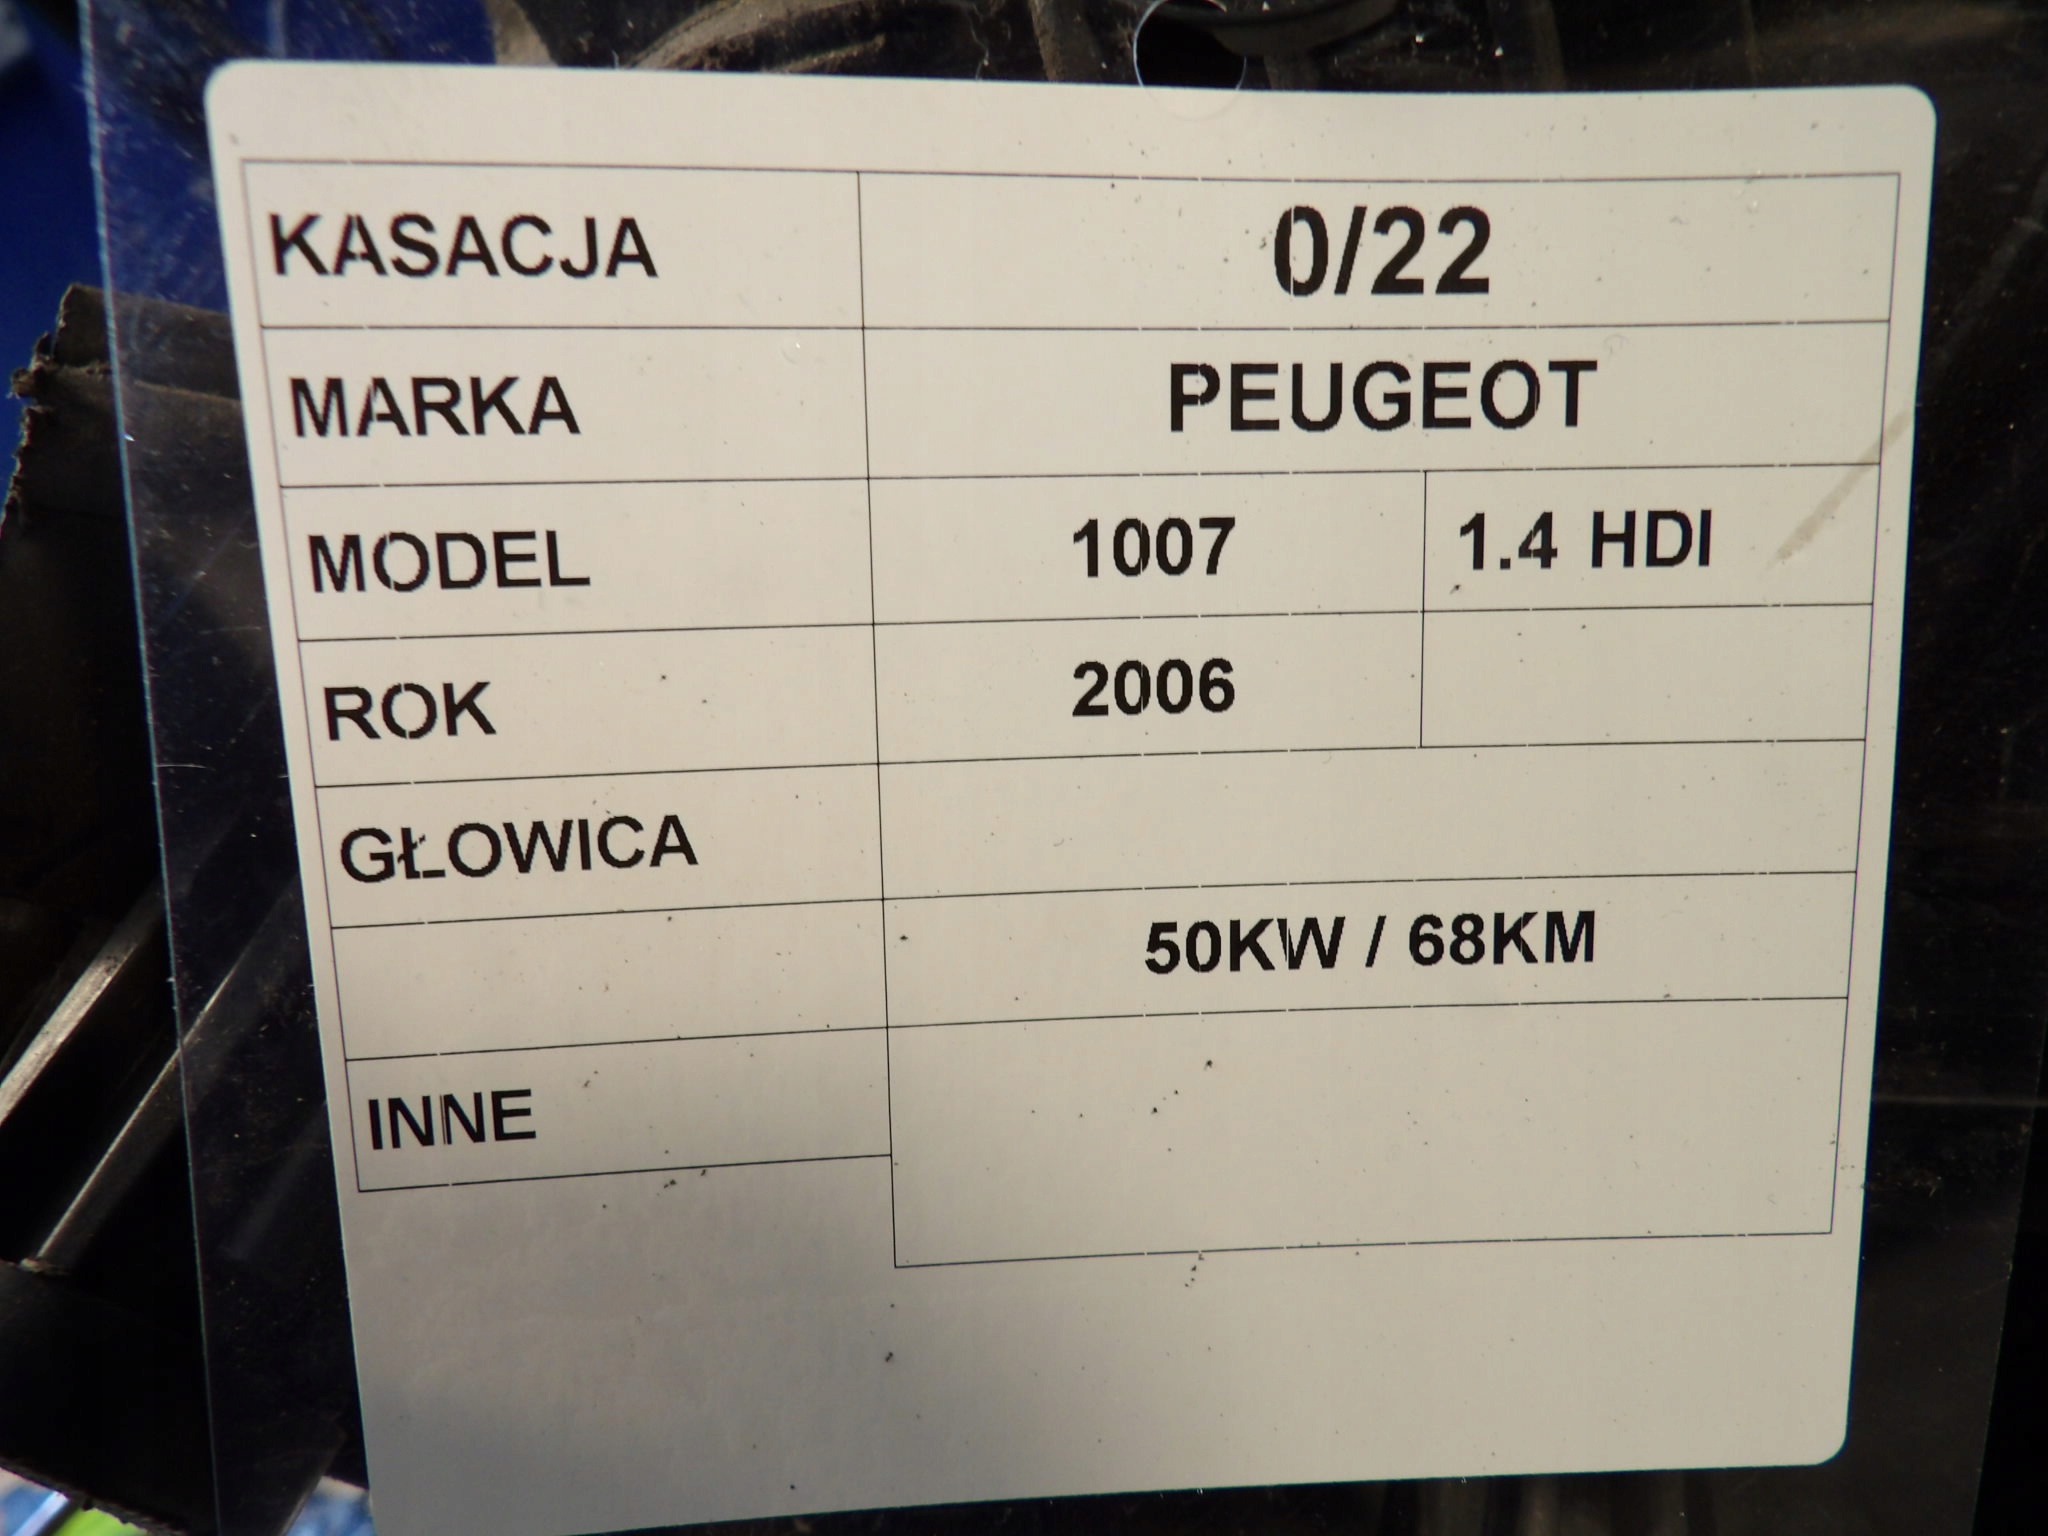 KASACJA 0/22
MARKA PEUGEOT
MODEL 1007 1.4 HDI
ROK 2006
GŁOWICA
50KW / 68KM
INNE